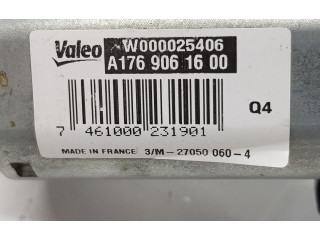 Valeo W000025406
A176 906 16 00
Q4
7 461000 231901
MADE IN FRANCE 3/M-27050 060-4